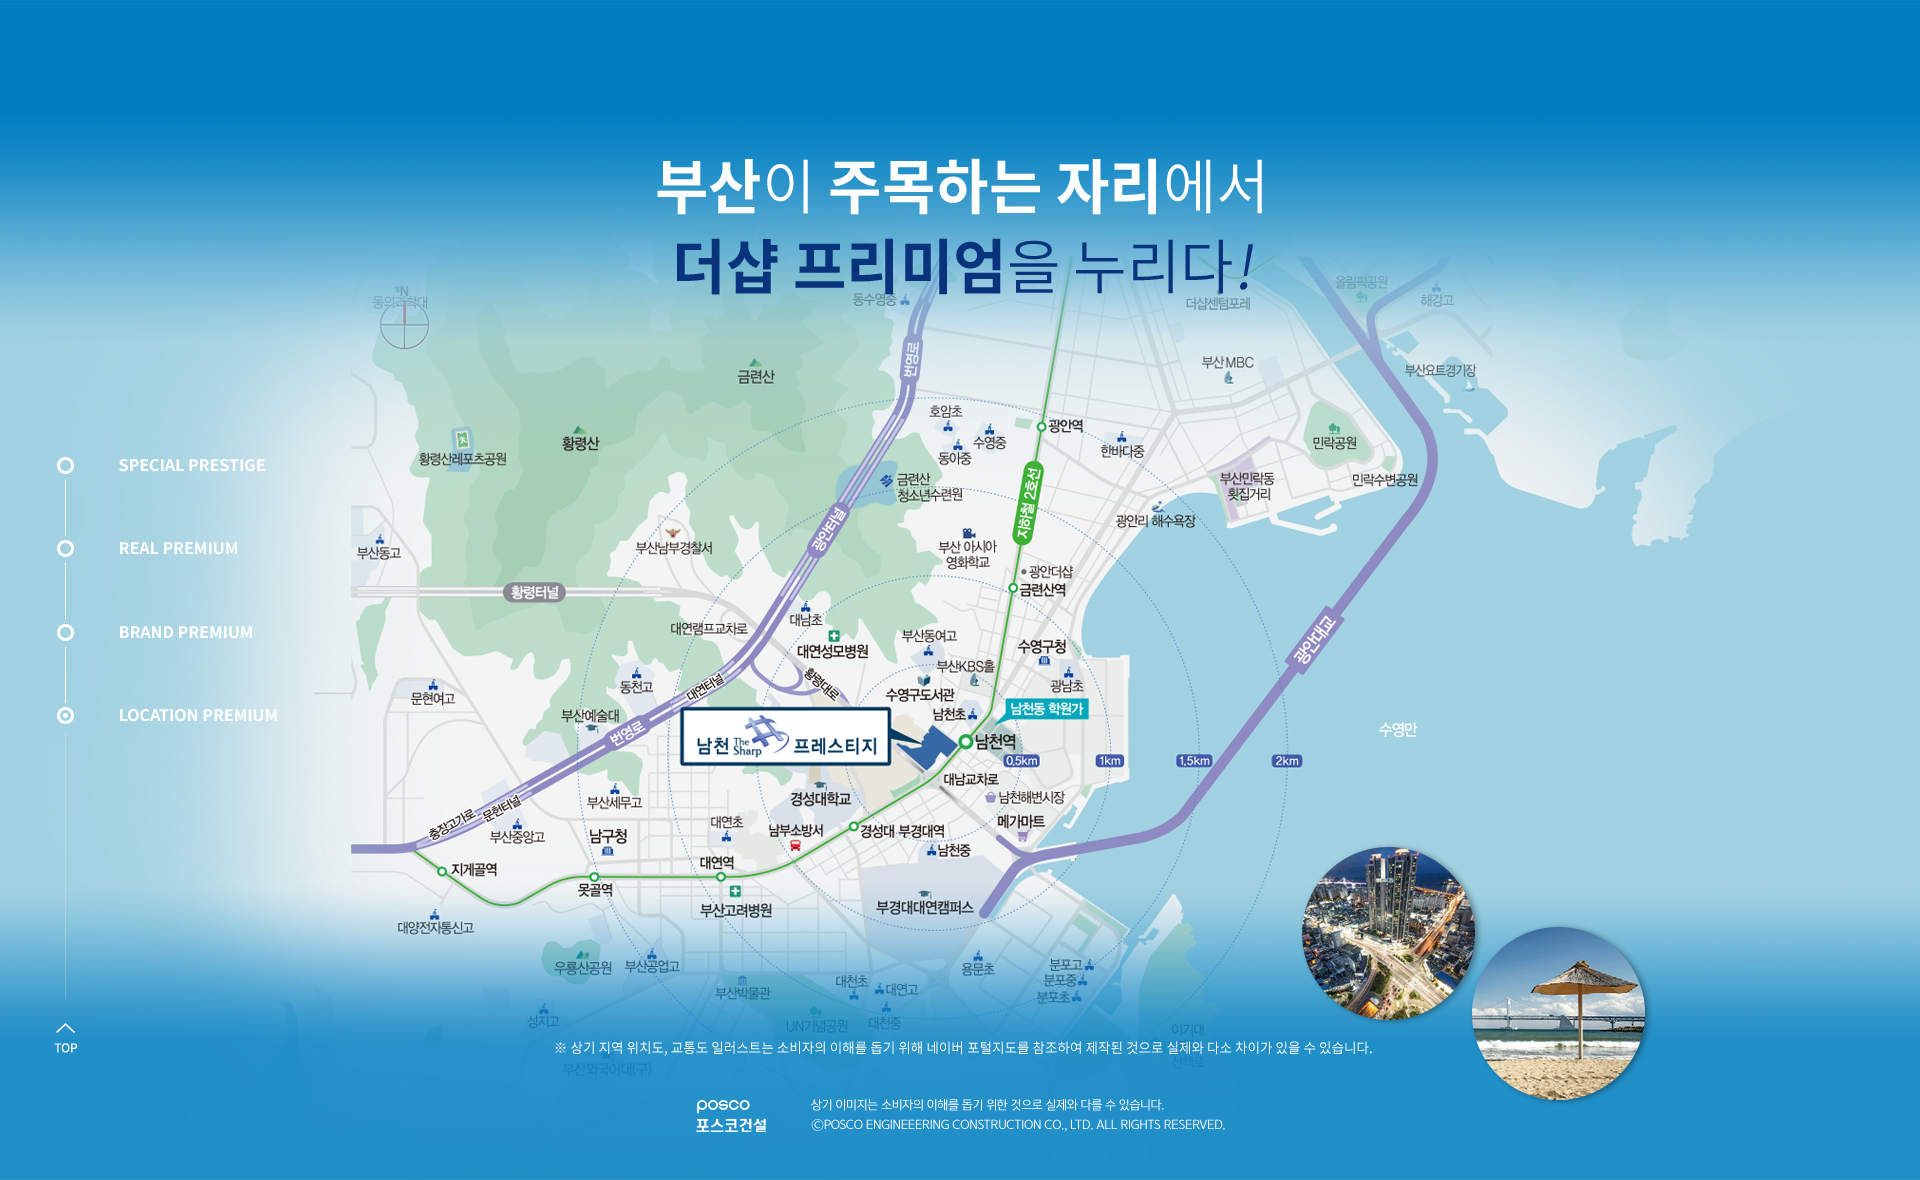 부산이 주목하는 자리에서
더샵 프리미엄을 누리다!
N
동의과학대
동수영중
더샵센텀포레
올림픽공원
해강고
번영로
금련산
부산 MBC
부산요트경기장
호암초
수영중
동아중
광안역
한바다중
민락공원
황령산
황령산레포츠공원
SPECIAL PRESTIGE
금련산
청소년수련원
지하철 2호선
부산민락동
횟집거리
민락수변공원
광안터널
광안리 해수욕장
부산동고
부산남부경찰서
부산 아시아
영화학교
REAL PREMIUM
광안더샵
금련산역
황령터널
대남초
대연램프교차로
부산동여고
대연성모병원
수영구청
광안대교
BRAND PREMIUM
부산KBS홀
동천고
대연터널
황령대로
수영구도서관
광남초
문현여고
남천초
남천동 학원가
부산예술대
LOCATION PREMIUM
번영로
남천 The Sharp 프레스티지
남천역
수영만
0.5km
1km
1.5km
2km
대남교차로
경성대학교
남천해변시장
부산세무고
충장고가로
문현터널
부산중앙고
대연초
남부소방서
경성대 부경대역
메가마트
남구청
남천중
지게골역
대연역
못골역
부산고려병원
부경대대연캠퍼스
대양전자통신고
우룡산공원
부산공업고
용문초
분포고
분포중
분포초
부산박물관
대천초
대연고
성지고
UN기념공원
대천중
이기대
TOP
※ 상기 지역 위치도, 교통도 일러스트는 소비자의 이해를 돕기 위해 네이버 포털지도를 참조하여 제작된 것으로 실제와 다소 차이가 있을 수 있습니다.
부산외국어대(구)
posco
포스코건설
상기 이미지는 소비자의 이해를 돕기 위한 것으로 실제와 다를 수 있습니다.
ⓒPOSCO ENGINEEERING CONSTRUCTION CO., LTD. ALL RIGHTS RESERVED.